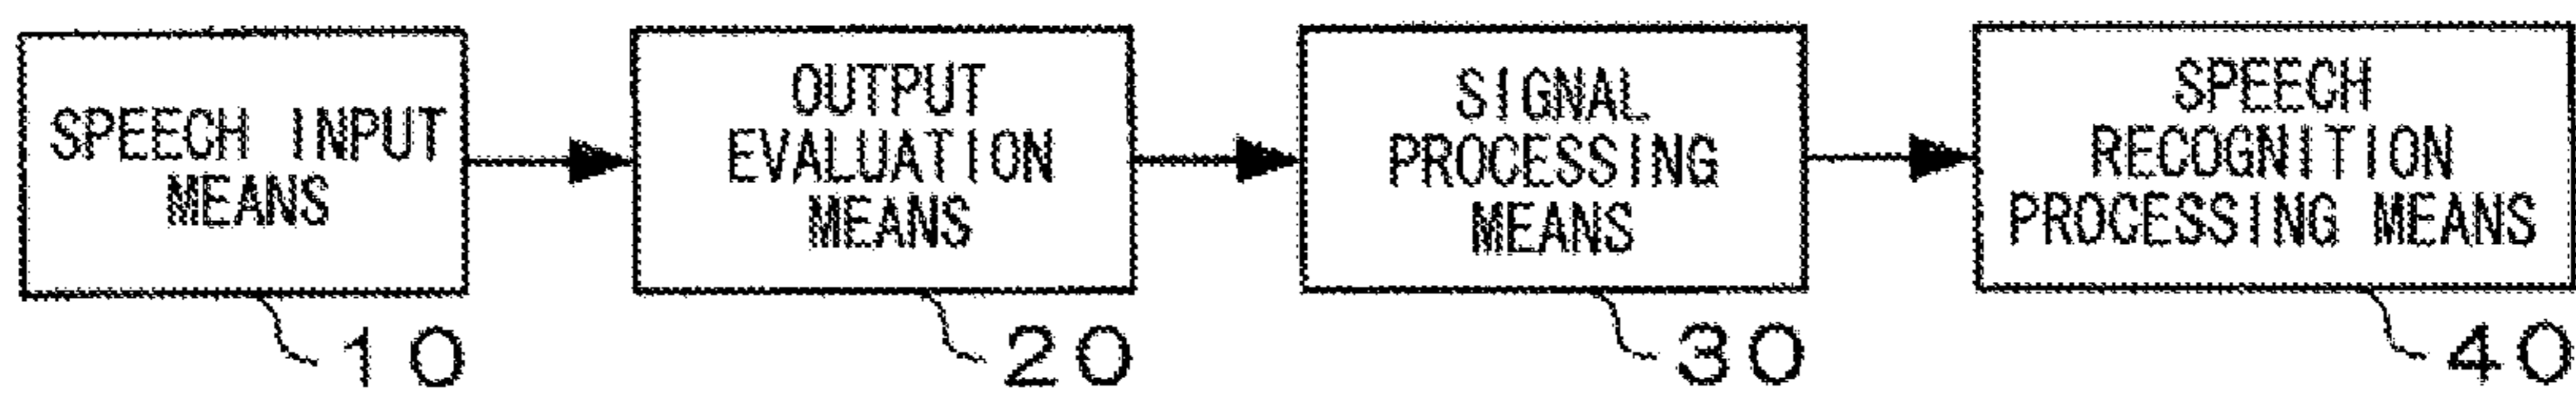 SPEECH INPUT
MEANS
10
OUTPUT
EVALUATION
MEANS
20
SIGNAL
PROCESSING
MEANS
30
SPEECH
RECOGNITION
PROCESSING MEANS
40